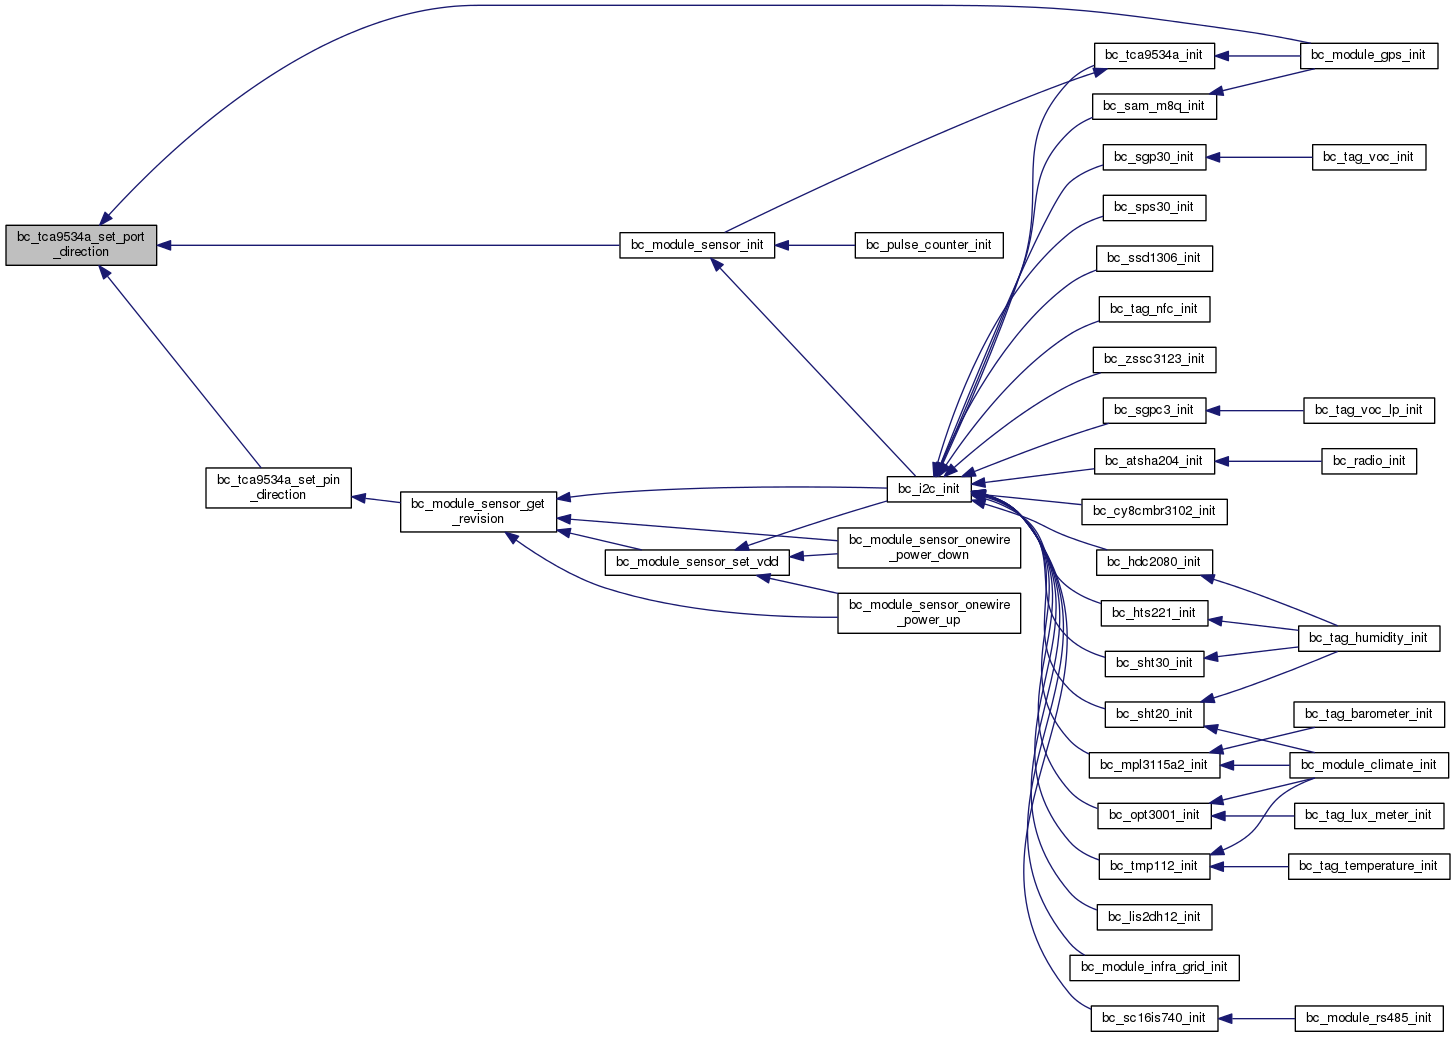 bc_tca9534a_set_port
_direction
bc_tca9534a_set_pin
_direction
bc_module_sensor_get
_revision
bc_module_sensor_init
bc_module_sensor_set_vdd
bc_pulse_counter_init
bc_i2c_init
bc_module_sensor_onewire
_power_down
bc_module_sensor_onewire
_power_up
bc_tca9534a_init
bc_sam_m8q_init
bc_sgp30_init
bc_sps30_init
bc_ssd1306_init
bc_tag_nfc_init
bc_zssc3123_init
bc_sgpc3_init
bc_atsha204_init
bc_cy8cmbr3102_init
bc_hdc2080_init
bc_hts221_init
bc_sht30_init
bc_sht20_init
bc_mpl3115a2_init
bc_opt3001_init
bc_tmp112_init
bc_lis2dh12_init
bc_module_infra_grid_init
bc_sc16is740_init
bc_module_gps_init
bc_tag_voc_init
bc_tag_voc_lp_init
bc_radio_init
bc_tag_humidity_init
bc_tag_barometer_init
bc_module_climate_init
bc_tag_lux_meter_init
bc_tag_temperature_init
bc_module_rs485_init